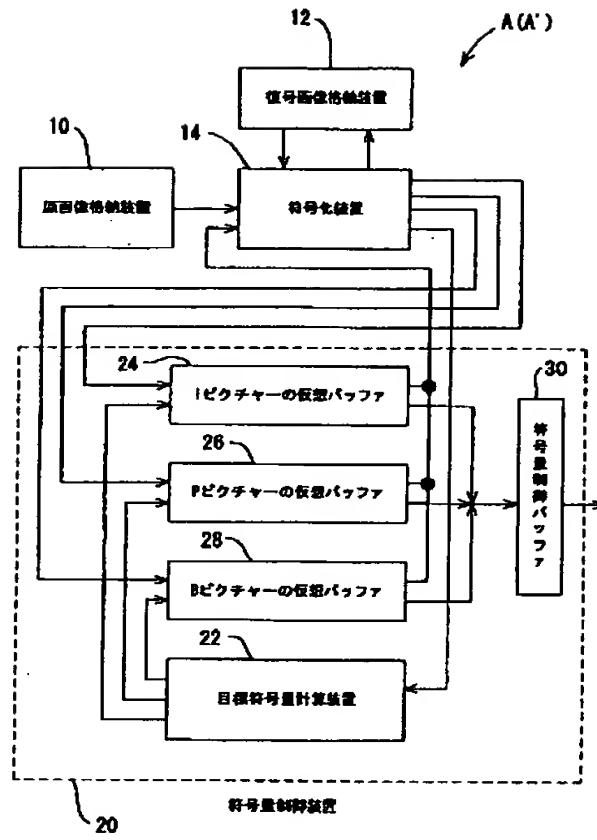 A(A')
12
復号画像格納装置
10
14
原画像格納装置
符号化装置
24
Iピクチャーの仮想バッファ
30
符号量制御バッファ
26
Pピクチャーの仮想バッファ
28
Bピクチャーの仮想バッファ
22
目標符号量計算装置
20
符号量制御装置